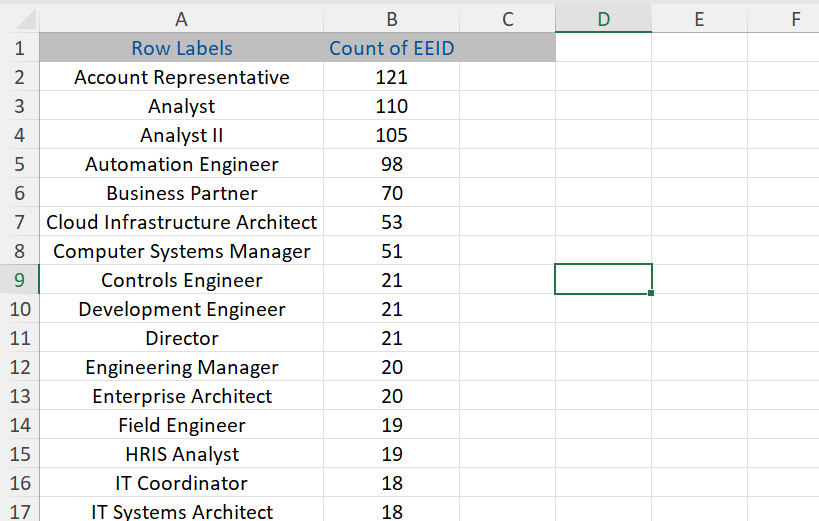 A B C D E F
1 Row Labels Count of EEID
2 Account Representative 121
3 Analyst 110
4 Analyst II 105
5 Automation Engineer 98
6 Business Partner 70
7 Cloud Infrastructure Architect 53
8 Computer Systems Manager 51
9 Controls Engineer 21
10 Development Engineer 21
11 Director 21
12 Engineering Manager 20
13 Enterprise Architect 20
14 Field Engineer 19
15 HRIS Analyst 19
16 IT Coordinator 18
17 IT Systems Architect 18